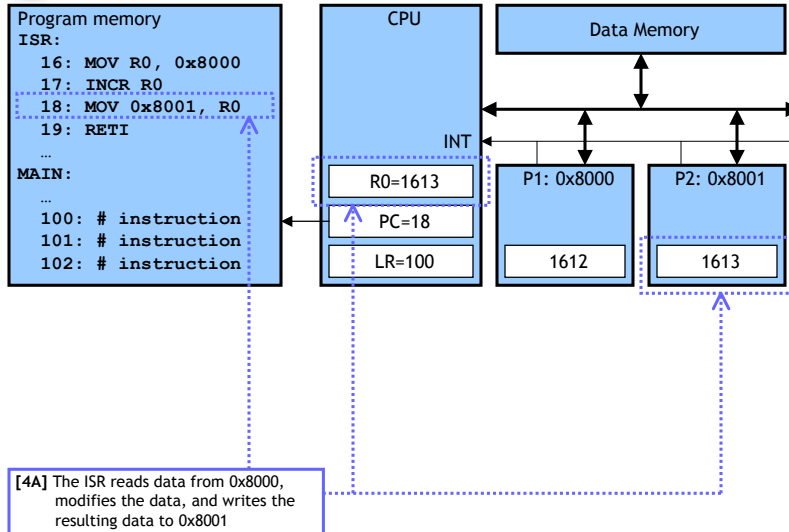 Program memory
ISR:
16: MOV R0, 0x8000
17: INCR R0
18: MOV 0x8001, R0
19: RETI
…
MAIN:
…
100: # instruction
101: # instruction
102: # instruction
CPU
INT
R0=1613
PC=18
LR=100
Data Memory
P1: 0x8000
1612
P2: 0x8001
1613
[4A] The ISR reads data from 0x8000,
modifies the data, and writes the
resulting data to 0x8001